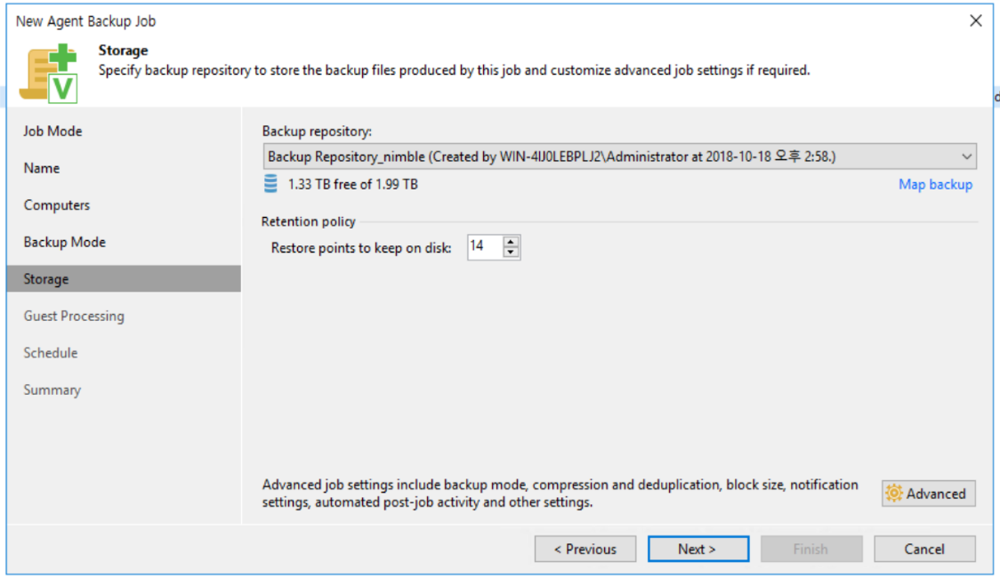 New Agent Backup Job
Storage
Specify backup repository to store the backup files produced by this job and customize advanced job settings if required.
V
Job Mode
Name
Computers
Backup Mode
Storage
Guest Processing
Schedule
Summary
Backup repository:
Backup Repository_nimble (Created by WIN-4IJ0LEBPLJ2\Administrator at 2018-10-18 오후 2:58.)
1.33 TB free of 1.99 TB
Map backup
Retention policy
Restore points to keep on disk: 14
Advanced job settings include backup mode, compression and deduplication, block size, notification
settings, automated post-job activity and other settings.
Advanced
< Previous
Next >
Finish
Cancel